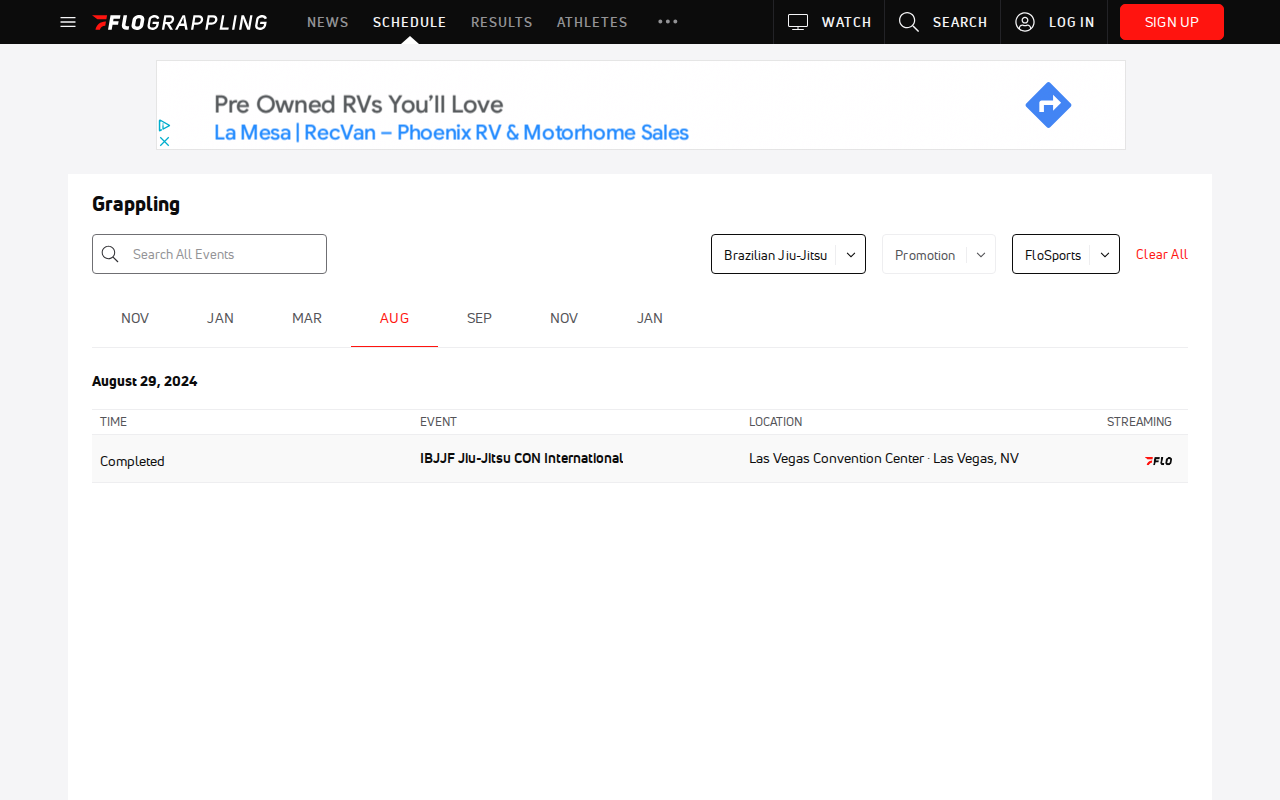 FLOGRAPPLING NEWS SCHEDULE RESULTS ATHLETES WATCH SEARCH LOG IN SIGN UP
Pre Owned RVs You'll Love
La Mesa | RecVan – Phoenix RV & Motorhome Sales
Grappling
Search All Events Brazilian Jiu-Jitsu Promotion FloSports Clear All
NOV JAN MAR AUG SEP NOV JAN
August 29, 2024
TIME EVENT LOCATION STREAMING
Completed IBJJF Jiu-Jitsu CON International Las Vegas Convention Center · Las Vegas, NV FLO